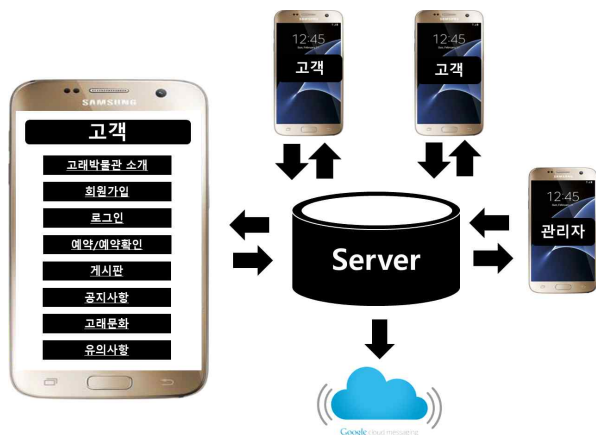 SAMSUNG
고객
고래박물관 소개
회원가입
로그인
예약/예약확인
게시판
공지사항
고래문화
유의사항
12:45
고객
12:45
고객
Server
12:45
관리자
Google cloud messaging